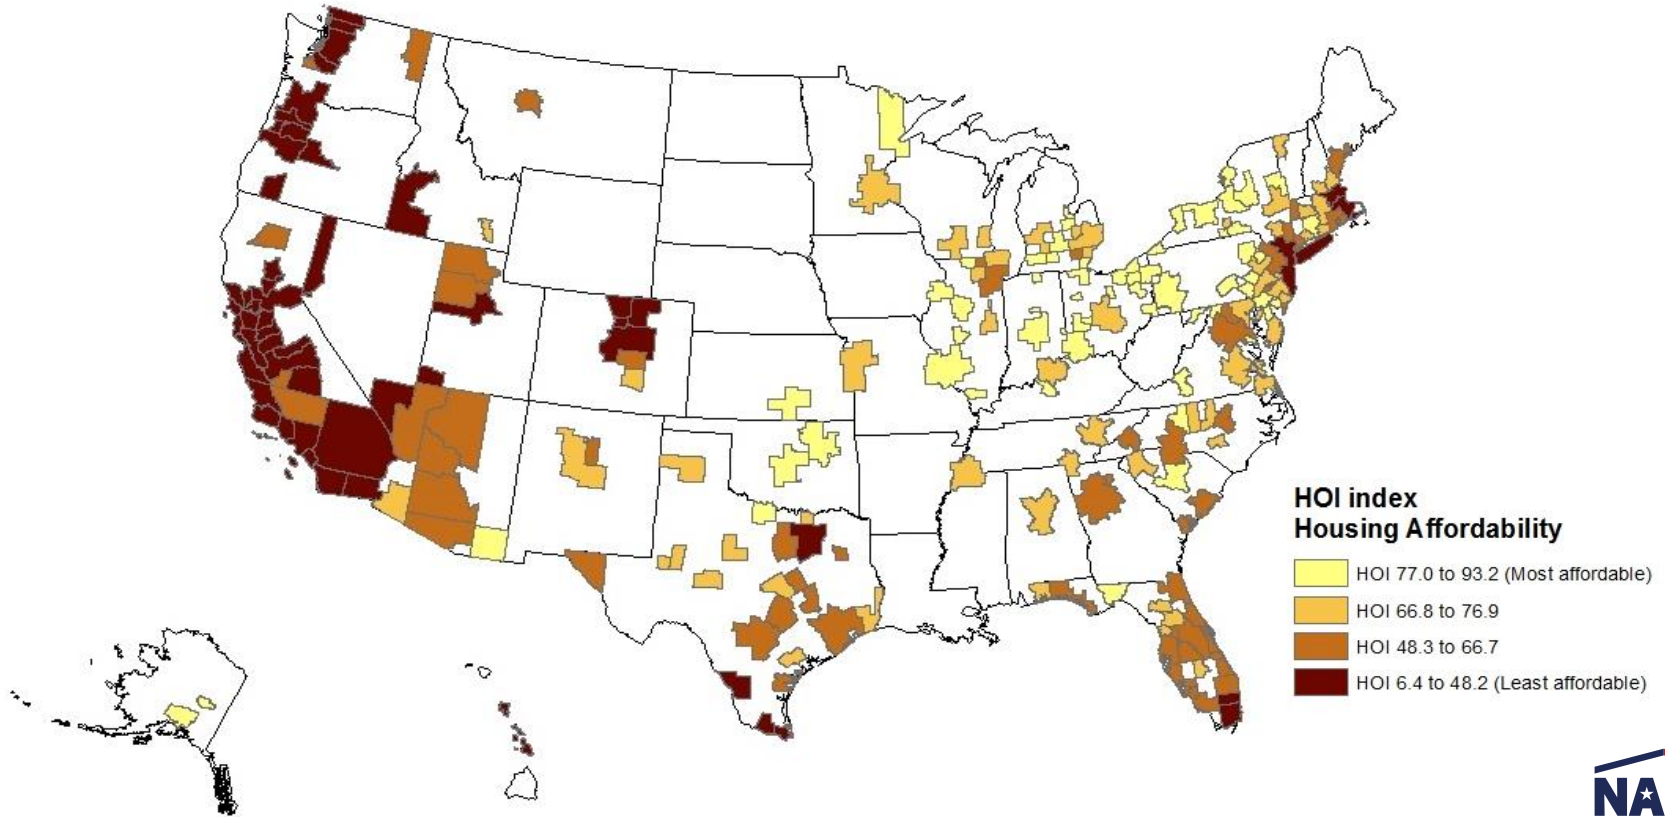 HOI index
Housing Affordability
HOI 77.0 to 93.2 (Most affordable)
HOI 66.8 to 76.9
HOI 48.3 to 66.7
HOI 6.4 to 48.2 (Least affordable)
NA